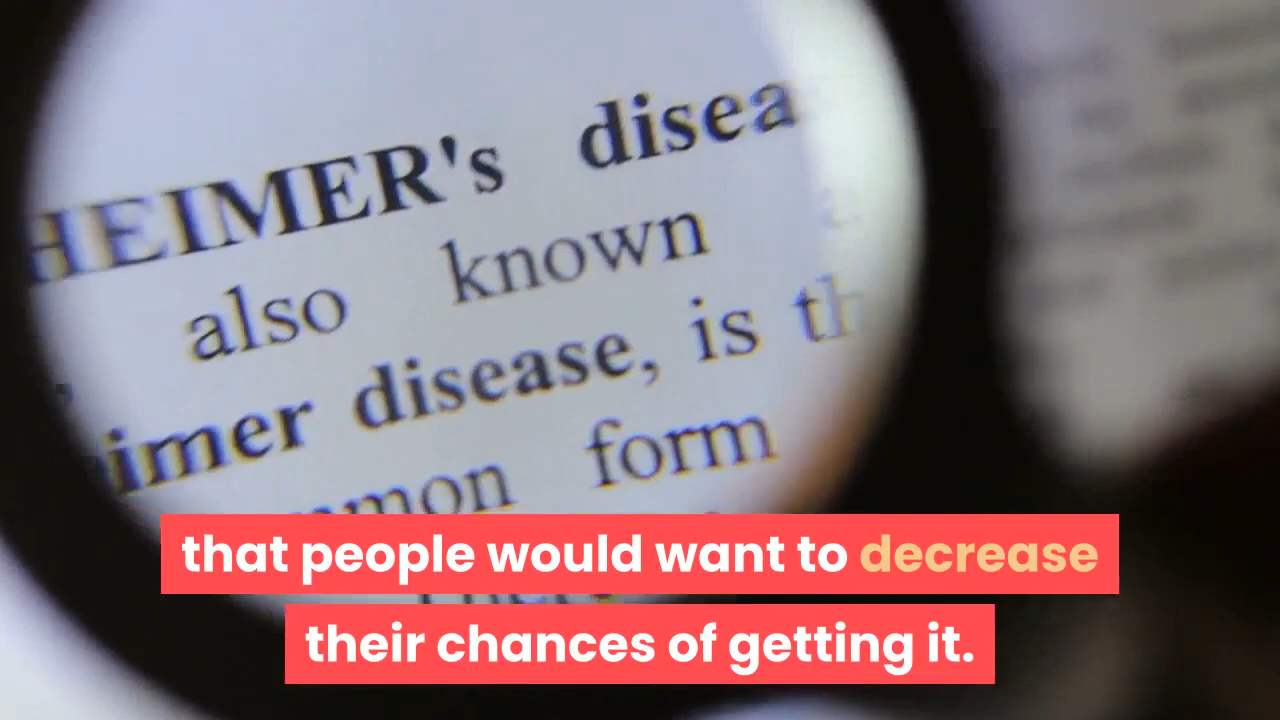 HEIMER's disea
also known
imer disease, is th
mmon form
that people would want to decrease
their chances of getting it.